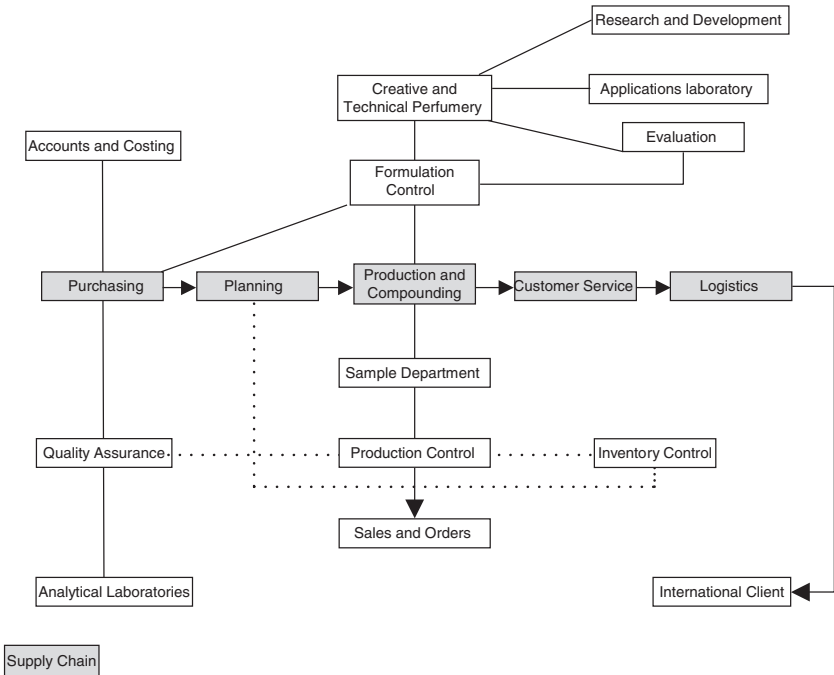 Research and Development
Creative and
Technical Perfumery
Applications laboratory
Evaluation
Accounts and Costing
Formulation
Control
Purchasing
Planning
Production and
Compounding
Customer Service
Logistics
Sample Department
Quality Assurance
Production Control
Inventory Control
Sales and Orders
Analytical Laboratories
International Client
Supply Chain